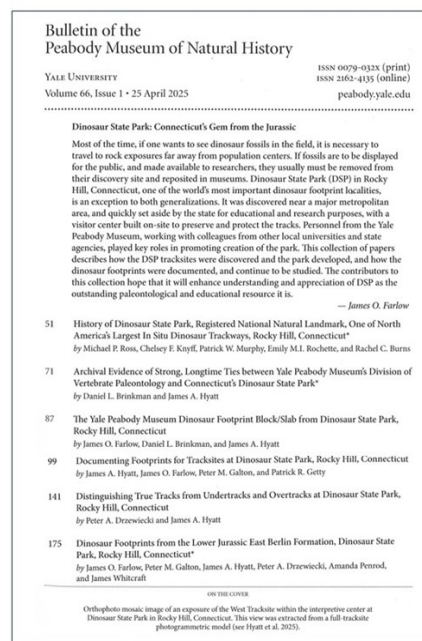 Bulletin of the
Peabody Museum of Natural History
ISSN 0079-032X (print)
YALE UNIVERSITY
ISSN 2162-4135 (online)
Volume 66, Issue 1 • 25 April 2025
peabody.yale.edu
Dinosaur State Park: Connecticut's Gem from the Jurassic
Most of the time, if one wants to see dinosaur fossils in the field, it is necessary to
travel to rock exposures far away from population centers. If fossils are to be displayed
for the public, and made available to researchers, they usually must be removed from
their discovery site and reposited in museums. Dinosaur State Park (DSP) in Rocky
Hill, Connecticut, one of the world's most important dinosaur footprint localities,
is an exception to both generalizations. It was discovered near a major metropolitan
area, and quickly set aside by the state for educational and research purposes, with a
visitor center built on-site to preserve and protect the tracks. Personnel from the Yale
Peabody Museum, working with colleagues from other local universities and state
agencies, played key roles in promoting creation of the park. This collection of papers
describes how the DSP tracksites were discovered and the park developed, and how the
dinosaur footprints were documented, and continue to be studied. The contributors to
this collection hope that it will enhance understanding and appreciation of DSP as the
outstanding paleontological and educational resource it is.
— James O. Farlow
51 History of Dinosaur State Park, Registered National Natural Landmark, One of North
America's Largest In Situ Dinosaur Trackways, Rocky Hill, Connecticut*
by Michael P. Ross, Chelsey F. Knyff, Patrick W. Murphy, Emily M.I. Rochette, and Rachel C. Burns
71 Archival Evidence of Strong, Longtime Ties between Yale Peabody Museum's Division of
Vertebrate Paleontology and Connecticut's Dinosaur State Park*
by Daniel L. Brinkman and James A. Hyatt
87 The Yale Peabody Museum Dinosaur Footprint Block/Slab from Dinosaur State Park,
Rocky Hill, Connecticut
by James O. Farlow, Daniel L. Brinkman, and James A. Hyatt
99 Documenting Footprints for Tracksites at Dinosaur State Park, Rocky Hill, Connecticut
by James A. Hyatt, James O. Farlow, Peter M. Galton, and Patrick R. Getty
141 Distinguishing True Tracks from Undertracks and Overtracks at Dinosaur State Park,
Rocky Hill, Connecticut
by Peter A. Drzewiecki and James A. Hyatt
175 Dinosaur Footprints from the Lower Jurassic East Berlin Formation, Dinosaur State
Park, Rocky Hill, Connecticut*
by James O. Farlow, Peter M. Galton, James A. Hyatt, Peter A. Drzewiecki, Amanda Penrod,
and James Whitcraft
ON THE COVER
Orthophoto mosaic image of an exposure of the West Tracksite within the interpretive center at
Dinosaur State Park in Rocky Hill, Connecticut. This view was extracted from a full-tracksite
photogrammetric model (see Hyatt et al. 2025).